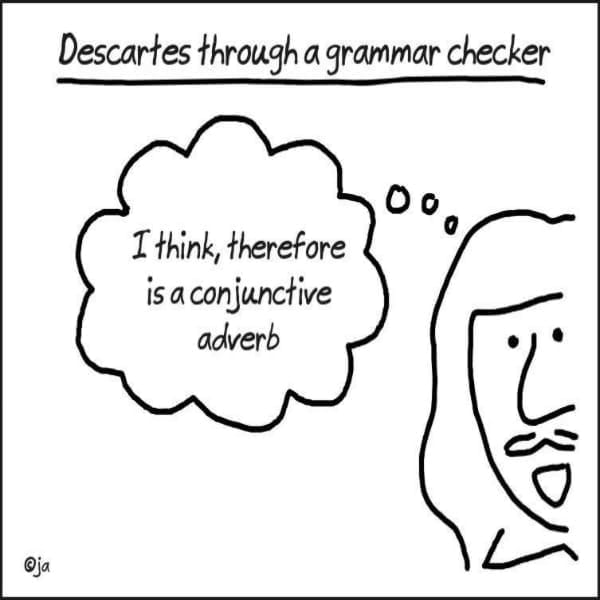 Descartes through a grammar checker
I think, therefore
is a conjunctive
adverb
©ja